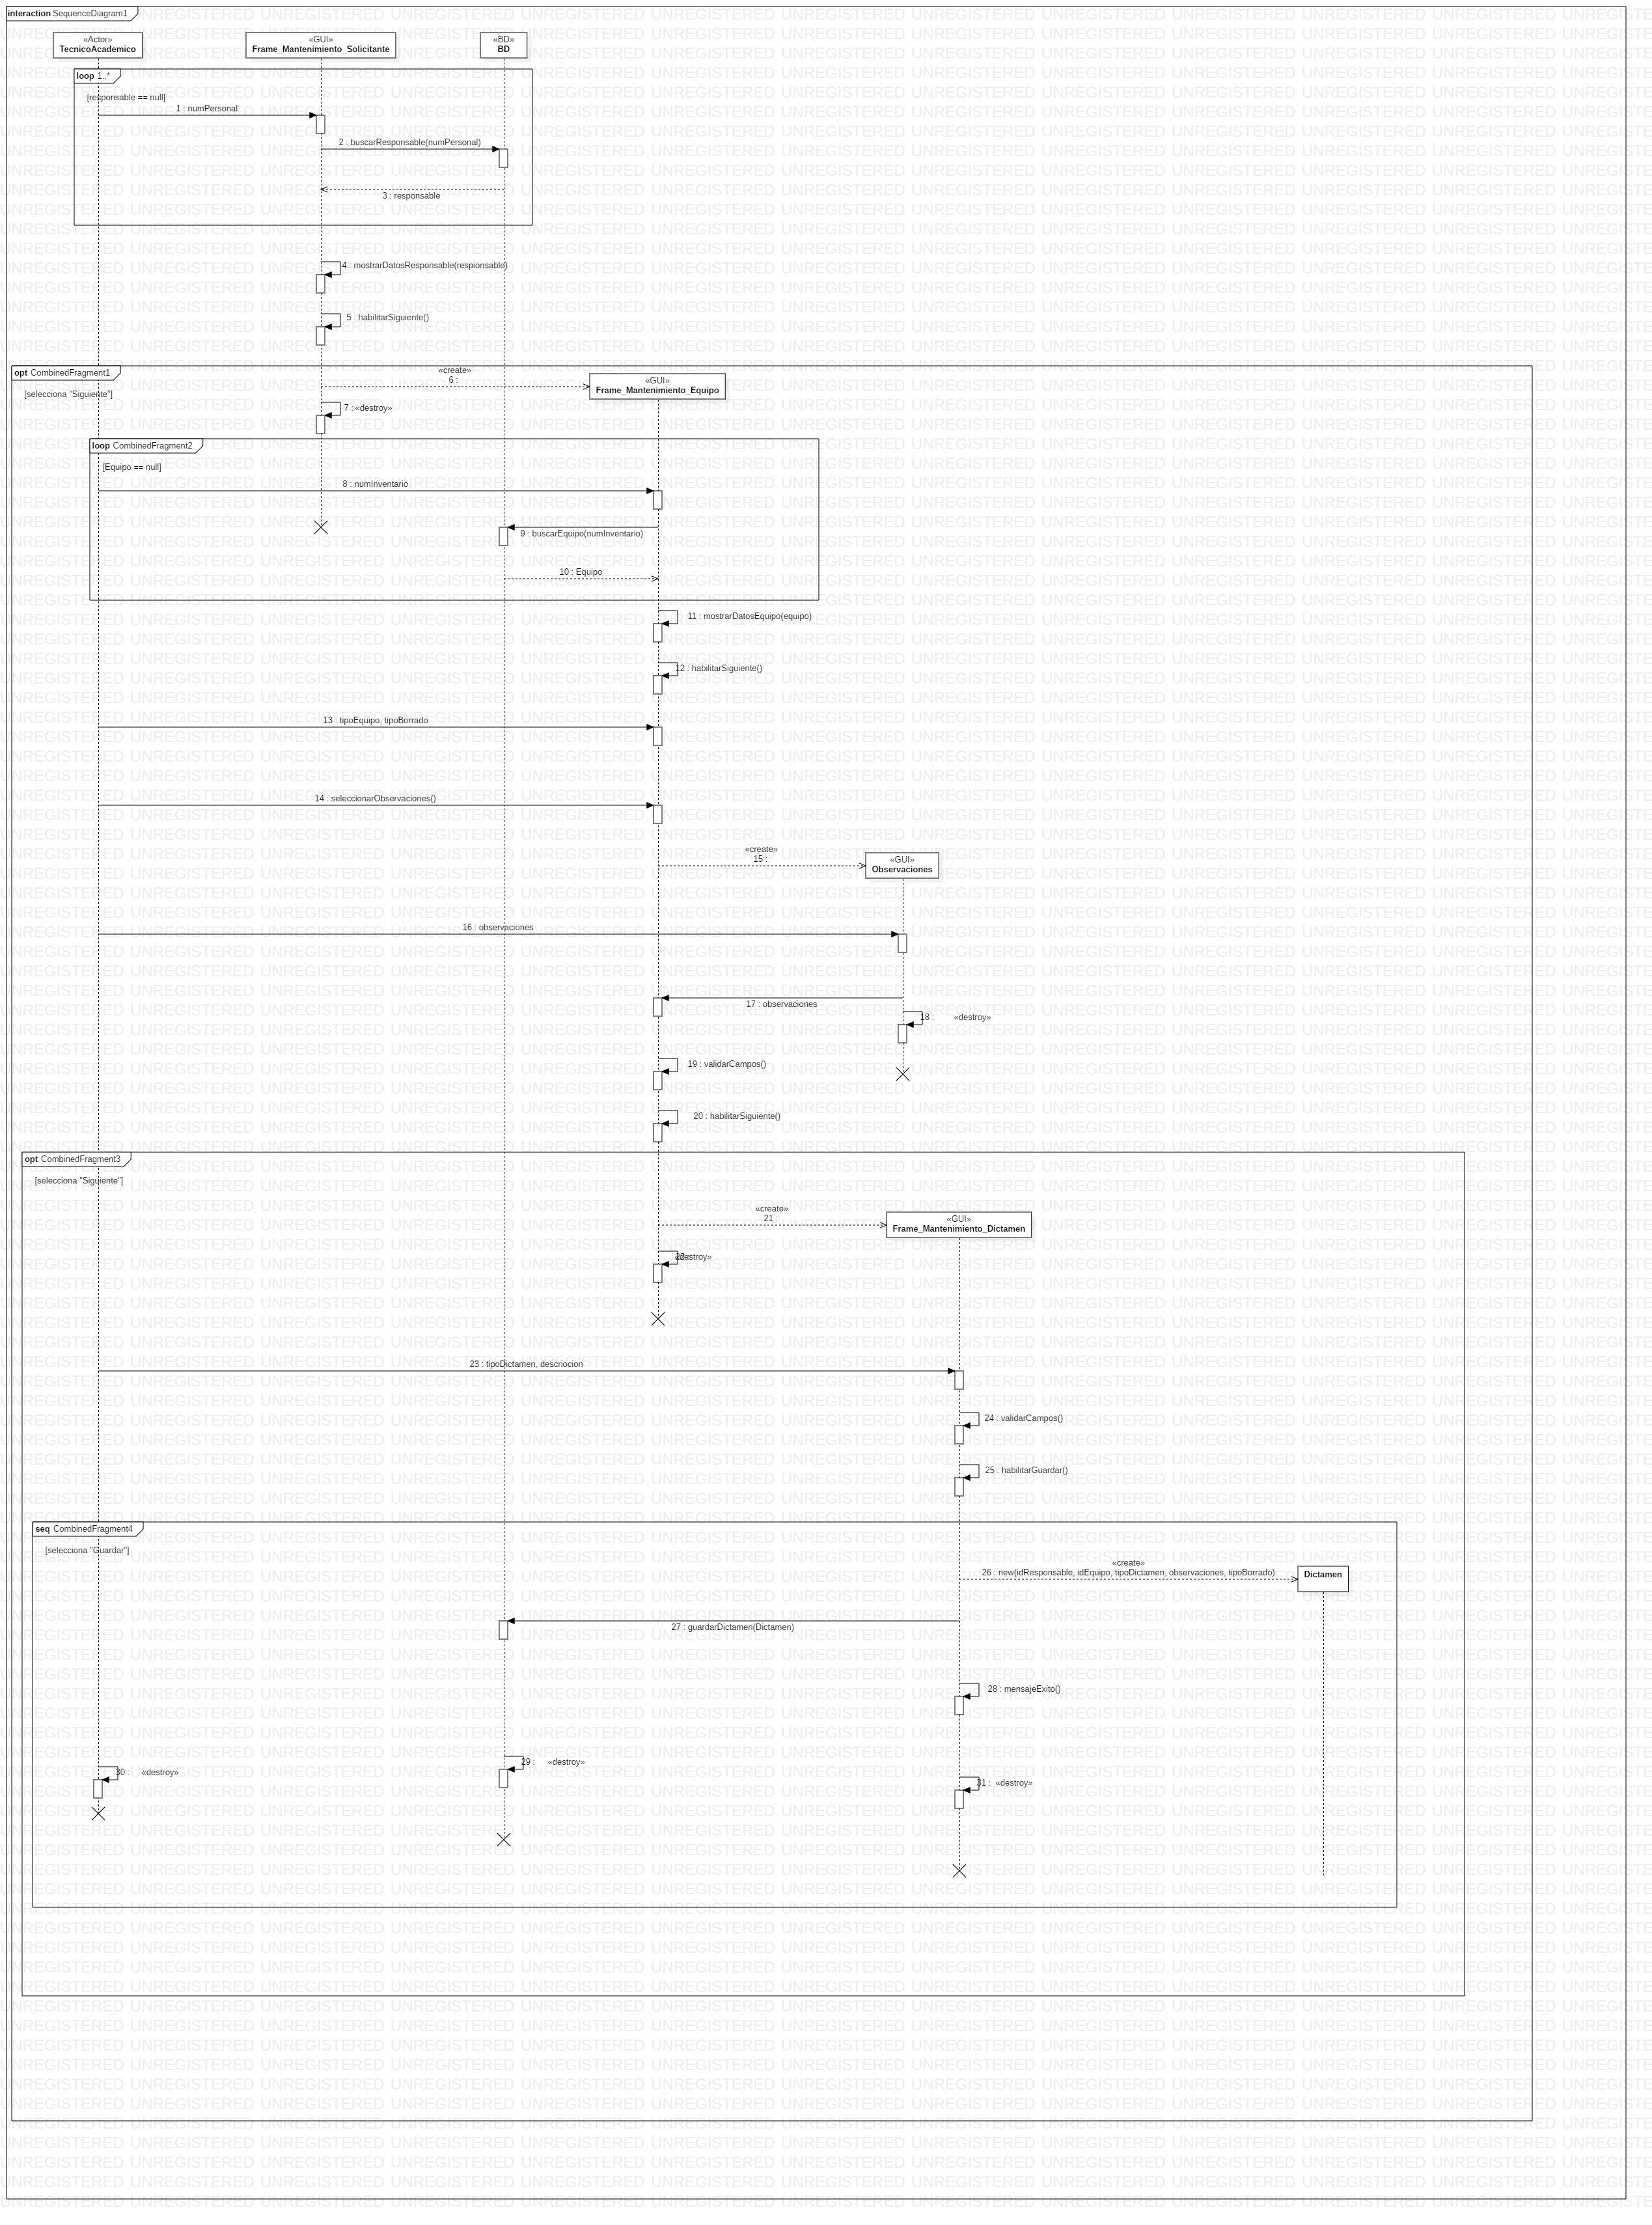 interaction SequenceDiagram1
«Actor»
TecnicoAcademico
«GUI»
Frame_Mantenimiento_Solicitante
«BD»
BD
loop 1..*
[responsable == null]
1 : numPersonal
2 : buscarResponsable(numPersonal)
3 : responsable
4 : mostrarDatosResponsable(respionsable)
5 : habilitarSiguiente()
opt CombinedFragment1
[selecciona "Siguiente"]
«create»
6 :
«GUI»
Frame_Mantenimiento_Equipo
7 : «destroy»
loop CombinedFragment2
[Equipo == null]
8 : numInventario
9 : buscarEquipo(numInventario)
10 : Equipo
11 : mostrarDatosEquipo(equipo)
12 : habilitarSiguiente()
13 : tipoEquipo, tipoBorrado
14 : seleccionarObservaciones()
«create»
15 :
«GUI»
Observaciones
16 : observaciones
17 : observaciones
18 : «destroy»
19 : validarCampos()
20 : habilitarSiguiente()
opt CombinedFragment3
[selecciona "Siguiente"]
«create»
21 :
«GUI»
Frame_Mantenimiento_Dictamen
22 : «destroy»
23 : tipoDictamen, descriocion
24 : validarCampos()
25 : habilitarGuardar()
seq CombinedFragment4
[selecciona "Guardar"]
«create»
26 : new(idResponsable, idEquipo, tipoDictamen, observaciones, tipoBorrado)
Dictamen
27 : guardarDictamen(Dictamen)
28 : mensajeExito()
29 : «destroy»
30 : «destroy»
31 : «destroy»
UNREGISTERED